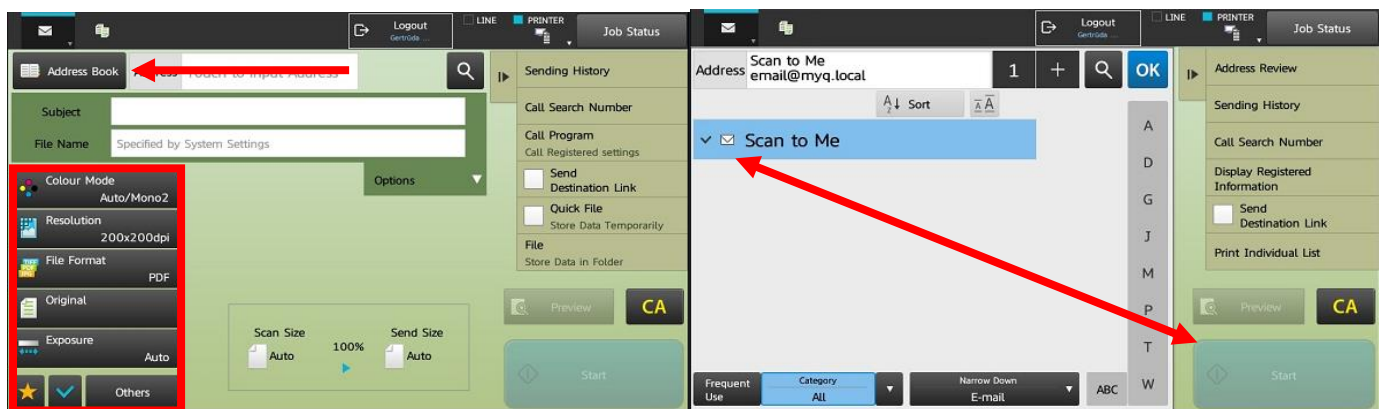 Logout
Gertrūda ...
LINE
PRINTER
Job Status
Address Book
Address Touch to Input Address
Subject
File Name
Specified by System Settings
Options
Colour Mode
Auto/Mono2
Resolution
200x200dpi
File Format
TIFF
PDF
PDF
Original
Exposure
Auto
Others
Scan Size
Auto
100%
Send Size
Auto
Sending History
Call Search Number
Call Program
Call Registered settings
Send
Destination Link
Quick File
Store Data Temporarily
File
Store Data in Folder
Preview
CA
Start
Logout
Gertrūda ...
LINE
PRINTER
Job Status
Address
Scan to Me
email@myq.local
1
+
OK
A
Z
Sort
A A
Scan to Me
A
D
G
J
M
P
T
W
Frequent
Use
Category
All
Narrow Down
E-mail
ABC
Address Review
Sending History
Call Search Number
Display Registered
Information
Send
Destination Link
Print Individual List
Preview
CA
Start